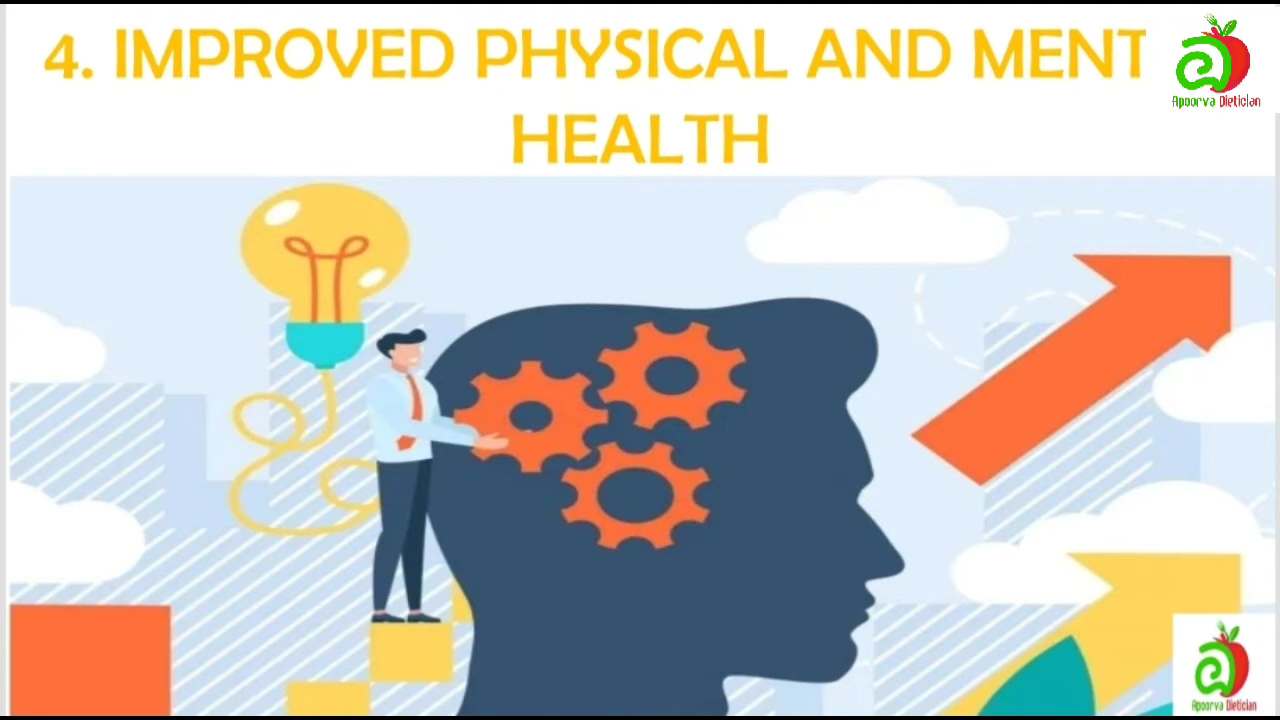 4. IMPROVED PHYSICAL AND MENT
HEALTH
Apoorva Dietician
Apoorva Dietician